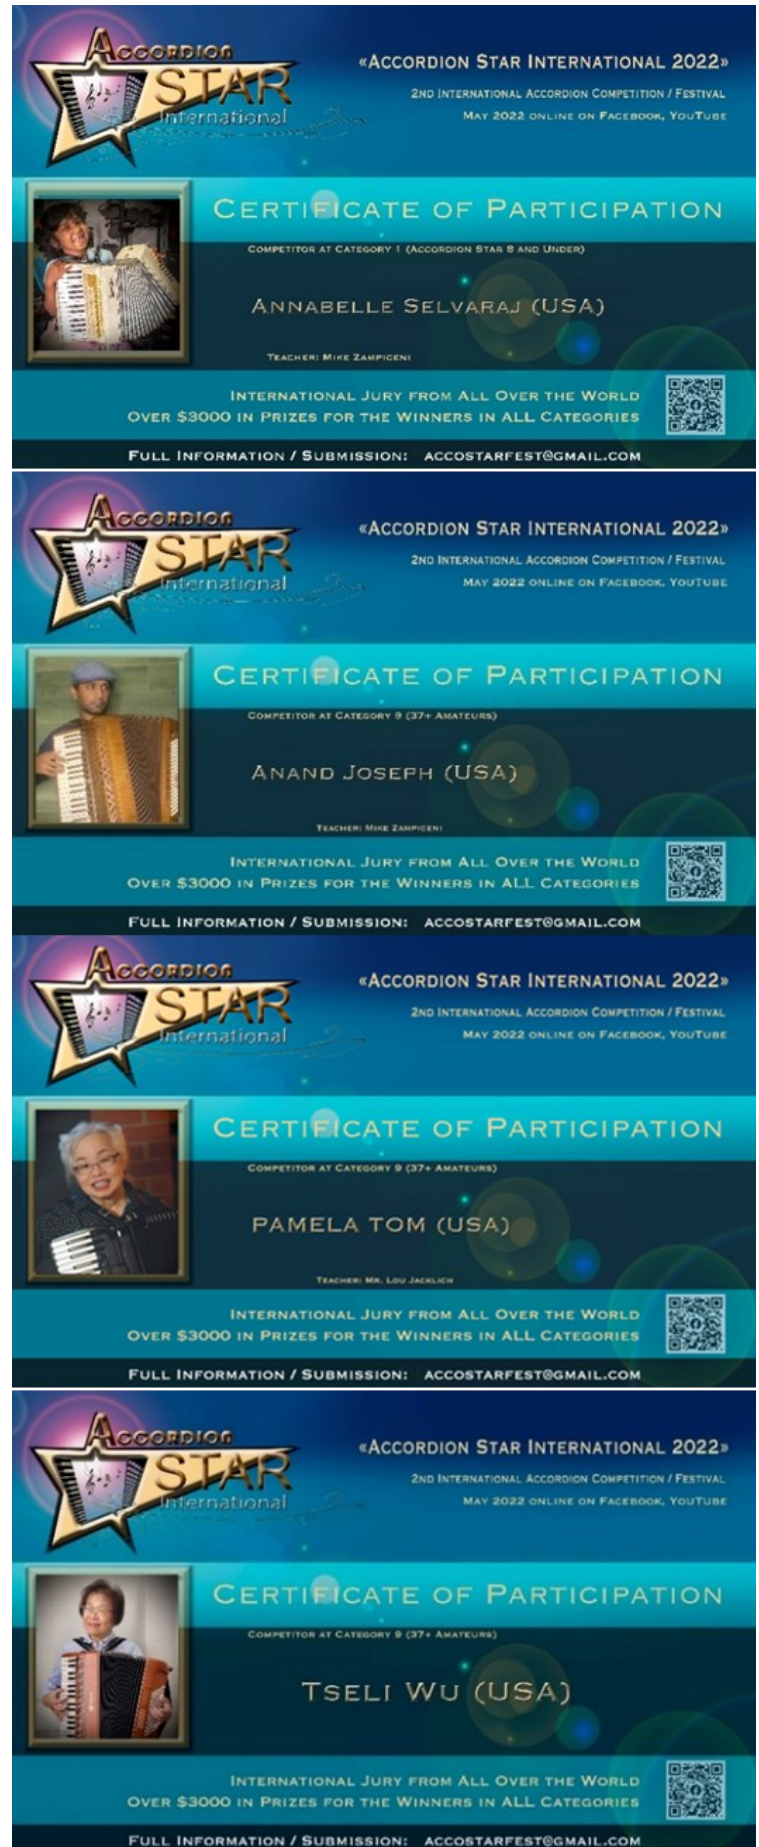 Accordion
STAR
International
«Accordion Star International 2022»
2nd International Accordion Competition / Festival
May 2022 online on Facebook, YouTube
Certificate of Participation
Competitor at Category 1 (Accordion Star 8 and Under)
Annabelle Selvaraj (USA)
Teacher: Mike Zampiceni
International Jury from All Over the World
Over $3000 in Prizes for the Winners in ALL Categories
Full Information / Submission: accostarfest@gmail.com
Accordion
STAR
International
«Accordion Star International 2022»
2nd International Accordion Competition / Festival
May 2022 online on Facebook, YouTube
Certificate of Participation
Competitor at Category 9 (37+ Amateurs)
Anand Joseph (USA)
Teacher: Mike Zampiceni
International Jury from All Over the World
Over $3000 in Prizes for the Winners in ALL Categories
Full Information / Submission: accostarfest@gmail.com
Accordion
STAR
International
«Accordion Star International 2022»
2nd International Accordion Competition / Festival
May 2022 online on Facebook, YouTube
Certificate of Participation
Competitor at Category 9 (37+ Amateurs)
PAMELA TOM (USA)
Teacher: Mr. Lou Jacklich
International Jury from All Over the World
Over $3000 in Prizes for the Winners in ALL Categories
Full Information / Submission: accostarfest@gmail.com
Accordion
STAR
International
«Accordion Star International 2022»
2nd International Accordion Competition / Festival
May 2022 online on Facebook, YouTube
Certificate of Participation
Competitor at Category 9 (37+ Amateurs)
Tseli Wu (USA)
International Jury from All Over the World
Over $3000 in Prizes for the Winners in ALL Categories
Full Information / Submission: accostarfest@gmail.com